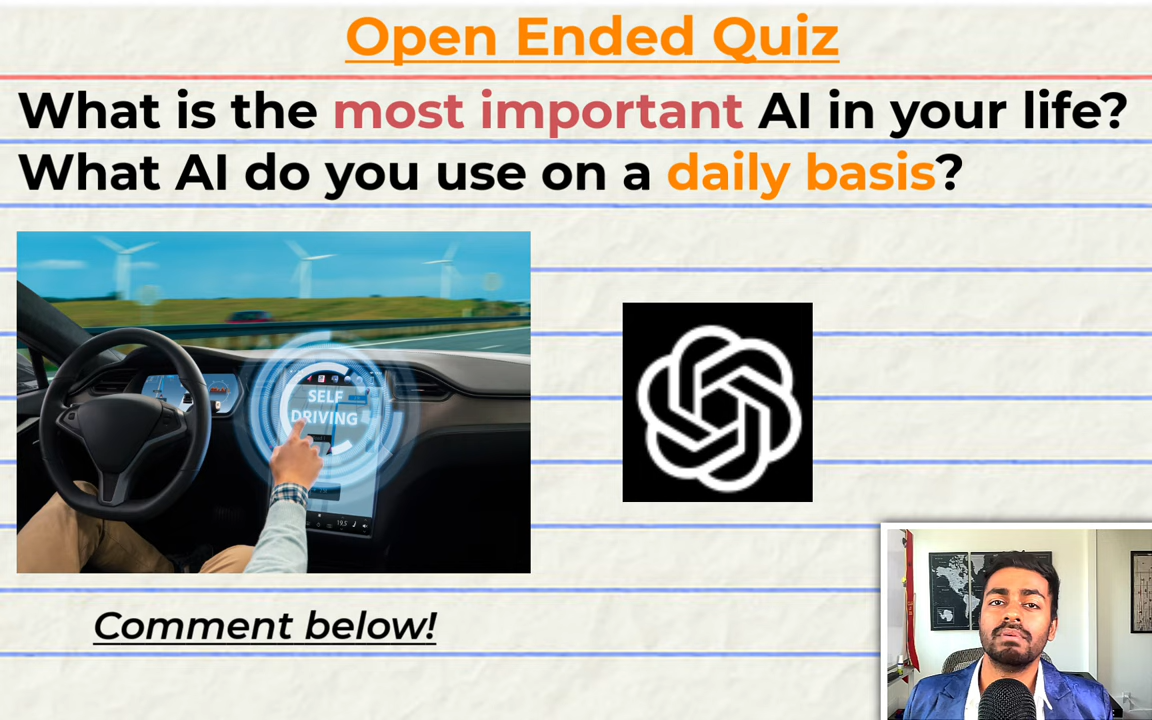 Open Ended Quiz
What is the most important AI in your life?
What AI do you use on a daily basis?
SELF
DRIVING
Comment below!